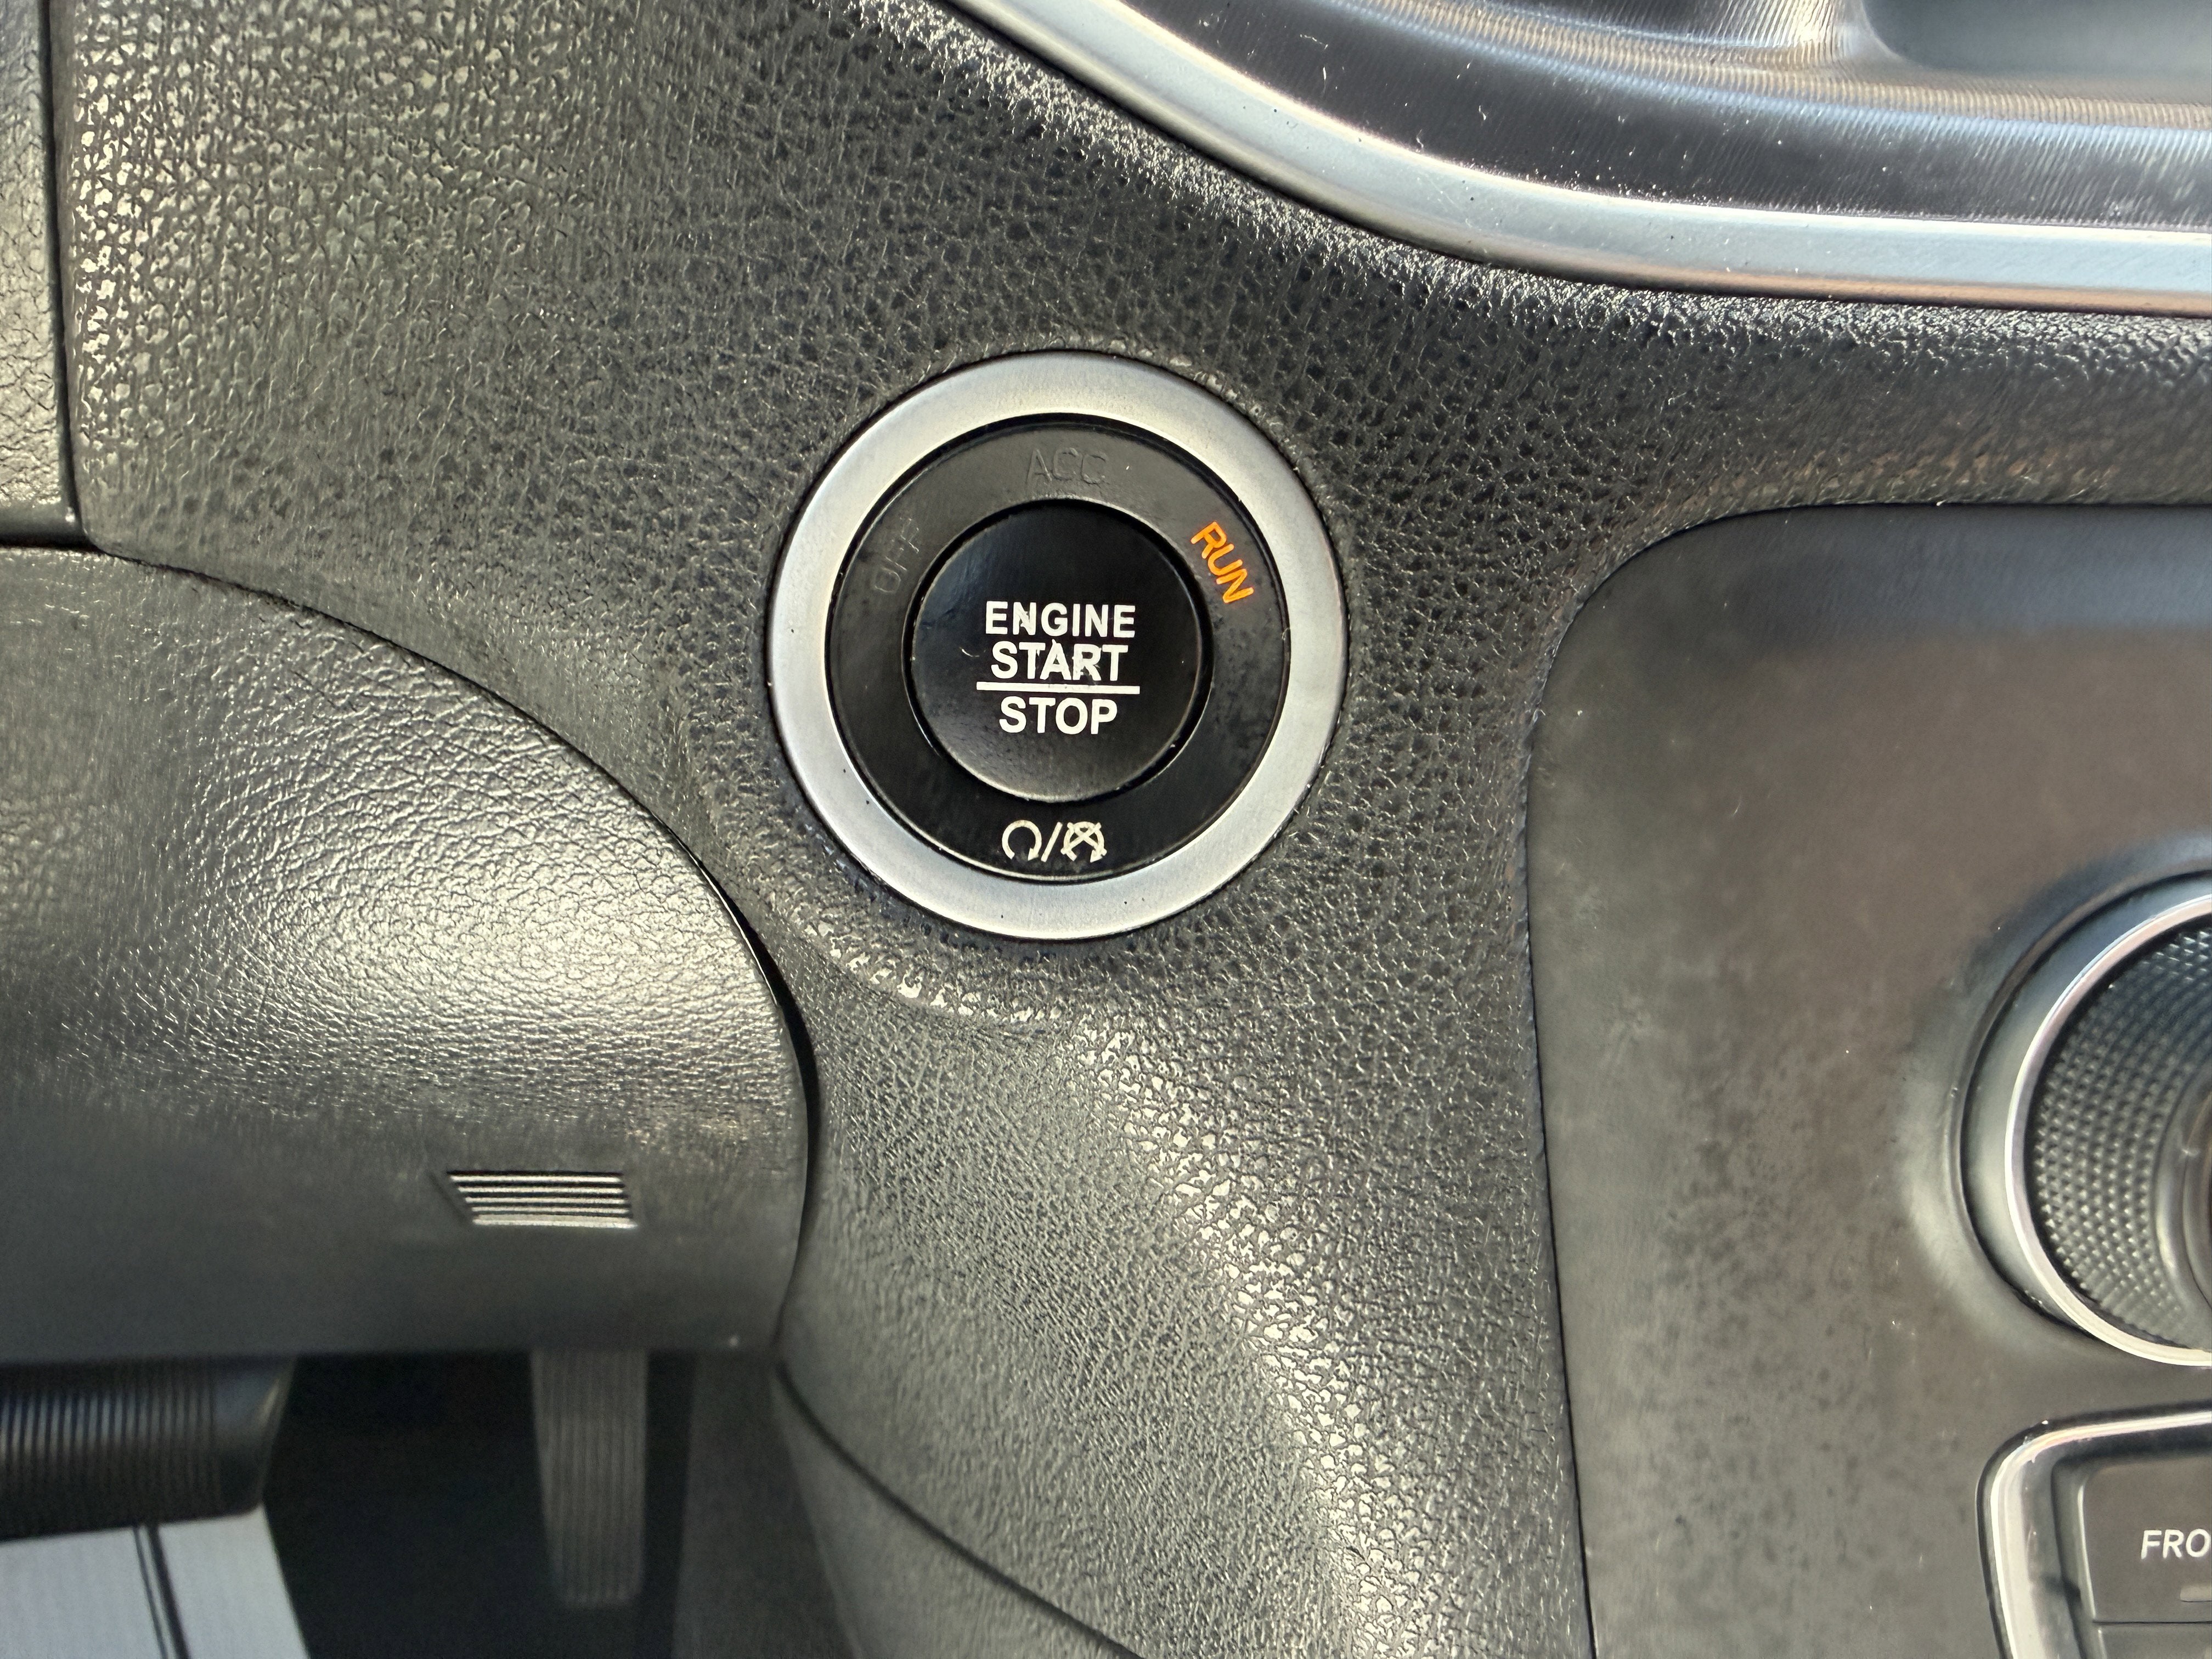 ACC
OFF
RUN
ENGINE
START
STOP
/
FRO